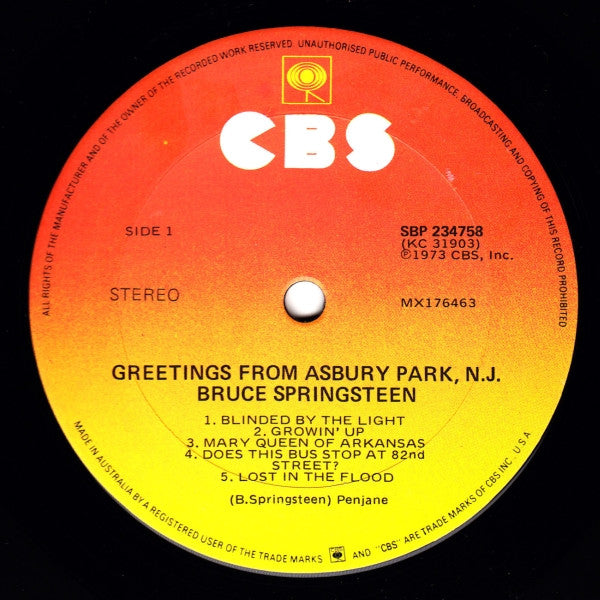 ALL RIGHTS OF THE MANUFACTURER AND OF THE OWNER OF THE RECORDED WORK RESERVED. UNAUTHORISED PUBLIC PERFORMANCE, BROADCASTING AND COPYING OF THIS RECORD PROHIBITED
CBS
SIDE 1
SBP 234758
(KC 31903)
℗1973 CBS, Inc.
STEREO
MX176463
GREETINGS FROM ASBURY PARK, N.J.
BRUCE SPRINGSTEEN
1. BLINDED BY THE LIGHT
2. GROWIN' UP
3. MARY QUEEN OF ARKANSAS
4. DOES THIS BUS STOP AT 82nd
STREET?
5. LOST IN THE FLOOD
(B.Springsteen) Penjane
MADE IN AUSTRALIA BY A REGISTERED USER OF THE TRADE MARKS AND "CBS" ARE TRADE MARKS OF CBS INC. U S A